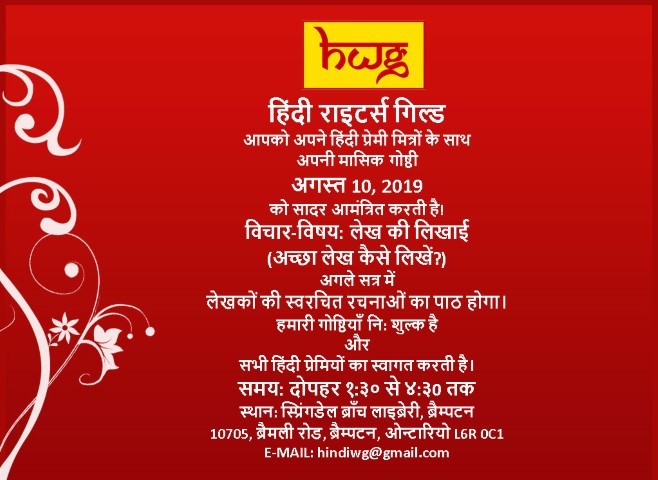 hwg
हिंदी राइटर्स गिल्ड
आपको अपने हिंदी प्रेमी मित्रों के साथ
अपनी मासिक गोष्ठी
अगस्त 10, 2019
को सादर आमंत्रित करती है।
विचार-विषय: लेख की लिखाई
(अच्छा लेख कैसे लिखें?)
अगले सत्र में
लेखकों की स्वरचित रचनाओं का पाठ होगा।
हमारी गोष्ठियाँ नि: शुल्क है
और
सभी हिंदी प्रेमियों का स्वागत करती है।
समय: दोपहर १:३० से ४:३0 तक
स्थान: स्प्रिंगडेल ब्राँच लाइब्रेरी, ब्रैम्पटन
10705, ब्रैमली रोड, ब्रैम्पटन, ओन्टारियो L6R 0C1
E-MAIL: hindiwg@gmail.com